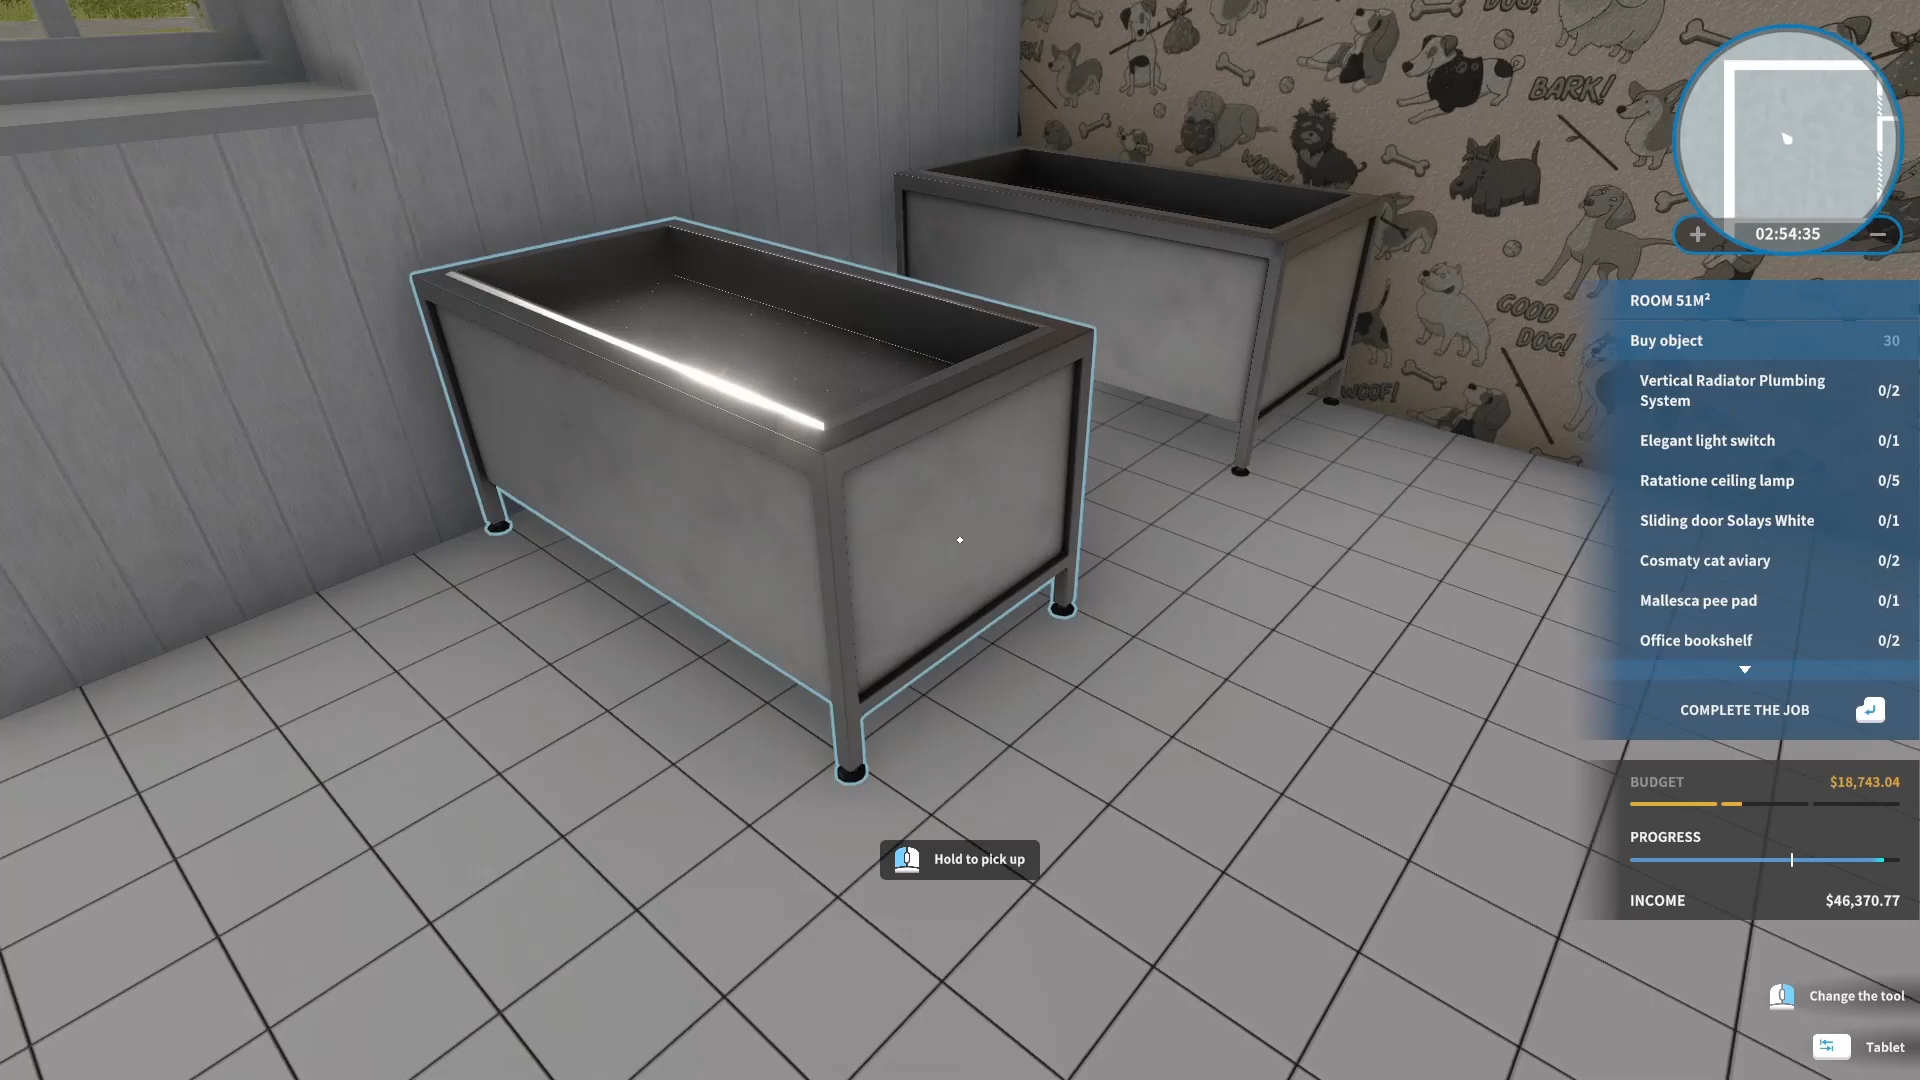 DOG!
BARK!
BARK!
WOOF!
GOOD
DOG!
WOOF!
02:54:35
ROOM 51M²
Buy object 30
Vertical Radiator Plumbing
System 0/2
Elegant light switch 0/1
Ratatione ceiling lamp 0/5
Sliding door Solays White 0/1
Cosmaty cat aviary 0/2
Mallesca pee pad 0/1
Office bookshelf 0/2
COMPLETE THE JOB
BUDGET $18,743.04
PROGRESS
Hold to pick up
INCOME $46,370.77
Change the tool
Tablet